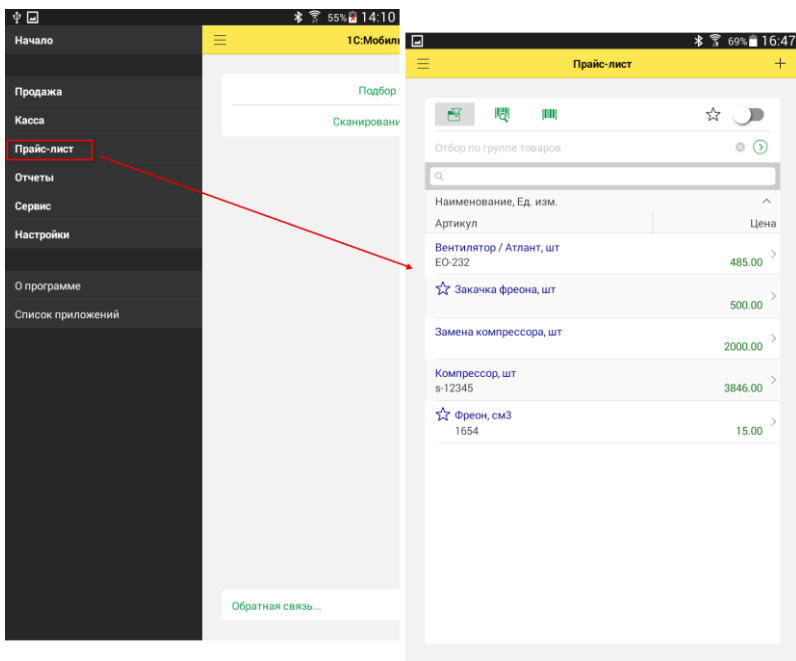 55% 14:10
Начало
Продажа
Касса
Прайс-лист
Отчеты
Сервис
Настройки
О программе
Список приложений
1С:Мобил
Подбор
Сканировани
Обратная связь...
69% 16:47
Прайс-лист
Отбор по группе товаров
Наименование, Ед. изм.
Артикул Цена
Вентилятор / Атлант, шт
ЕО-232 485.00
Закачка фреона, шт
500.00
Замена компрессора, шт
2000.00
Компрессор, шт
s-12345 3846.00
Фреон, см3
1654 15.00